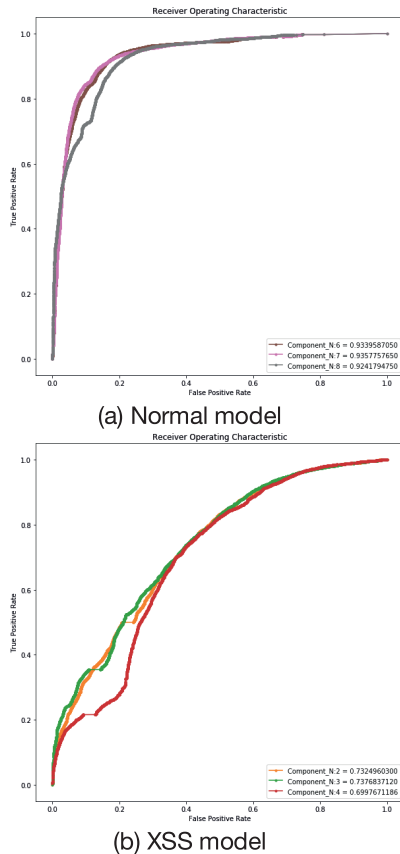 Receiver Operating Characteristic
1.0
0.8
0.6
0.4
0.2
0.0
True Positive Rate
Component_N:6 = 0.9339587050
Component_N:7 = 0.9357757650
Component_N:8 = 0.9241794750
0.0 0.2 0.4 0.6 0.8 1.0
False Positive Rate
(a) Normal model
Receiver Operating Characteristic
1.0
0.8
0.6
0.4
0.2
0.0
True Positive Rate
Component_N:2 = 0.7324960300
Component_N:3 = 0.7376837120
Component_N:4 = 0.6997671186
0.0 0.2 0.4 0.6 0.8 1.0
False Positive Rate
(b) XSS model